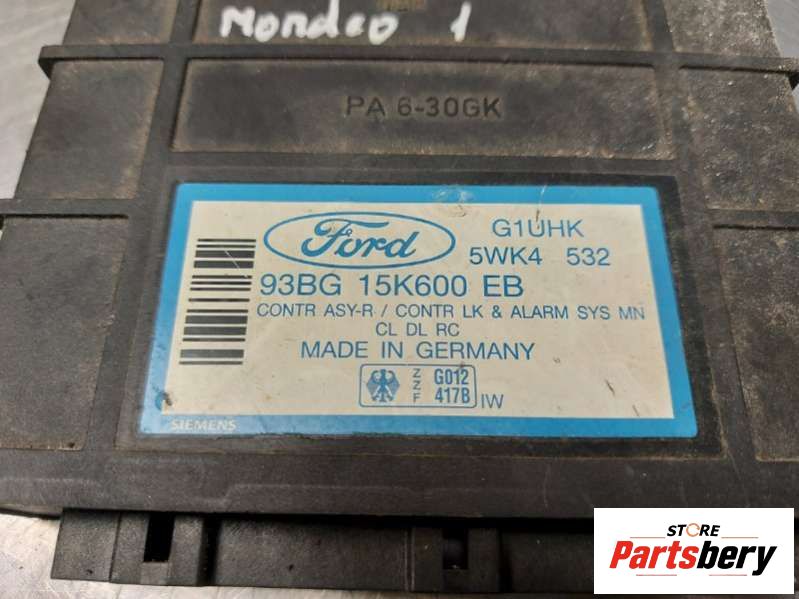 Mondeo 1
PA 6-30GK
Ford
G1UHK
5WK4 532
93BG 15K600 EB
CONTR ASY-R / CONTR LK & ALARM SYS MN
CL DL RC
MADE IN GERMANY
ZZF G012
417B IW
SIEMENS
STORE
Partsbery